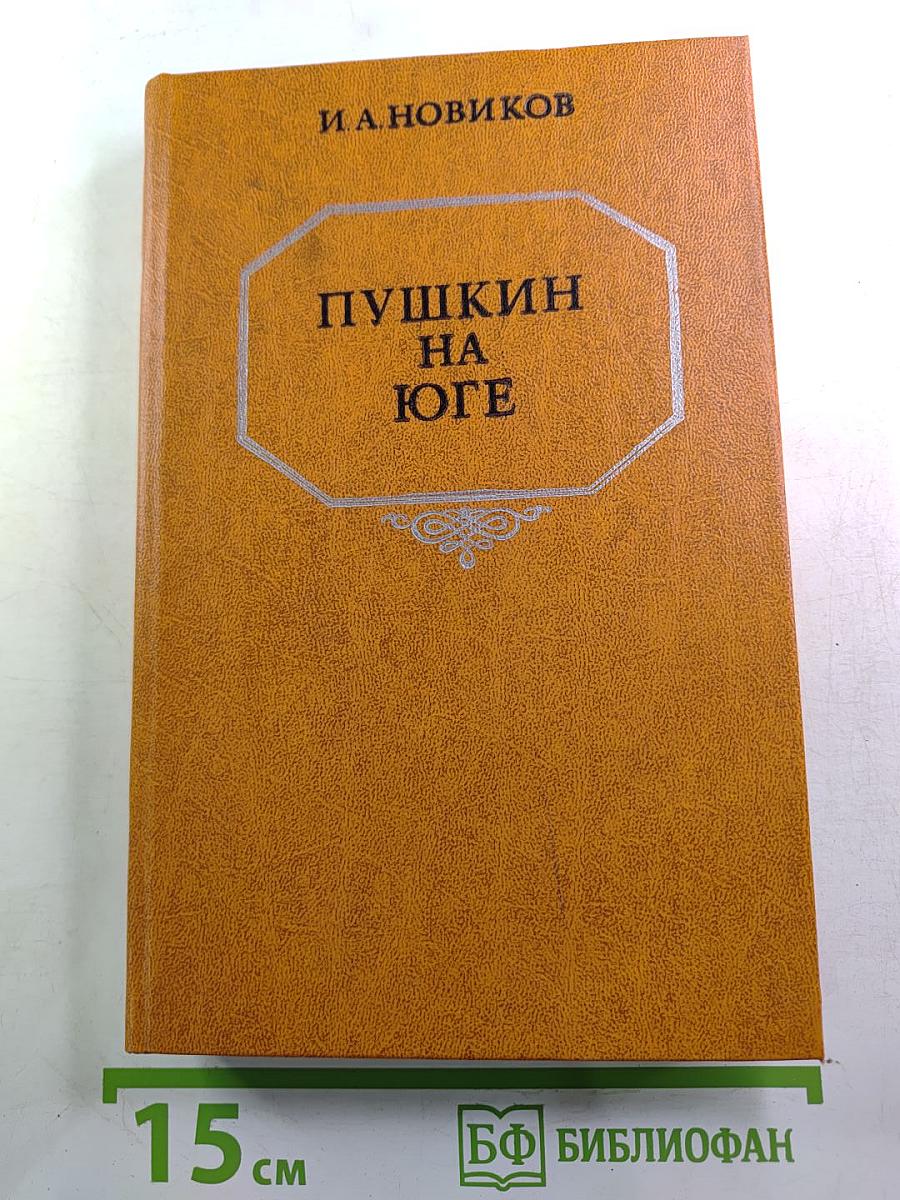 И. А. НОВИКОВ
ПУШКИН
НА
ЮГЕ
15 см
БФ БИБЛИОФАН